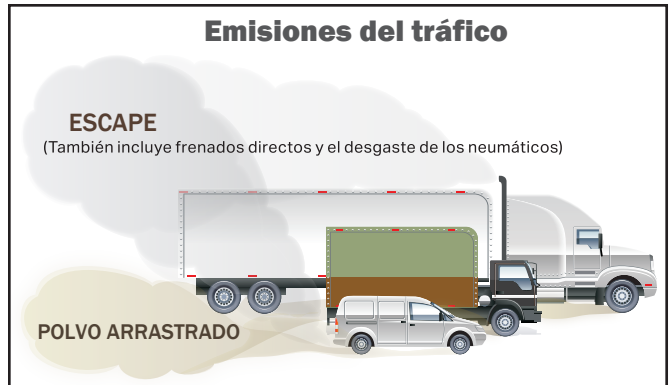 Emisiones del tráfico
ESCAPE
(También incluye frenados directos y el desgaste de los neumáticos)
POLVO ARRASTRADO